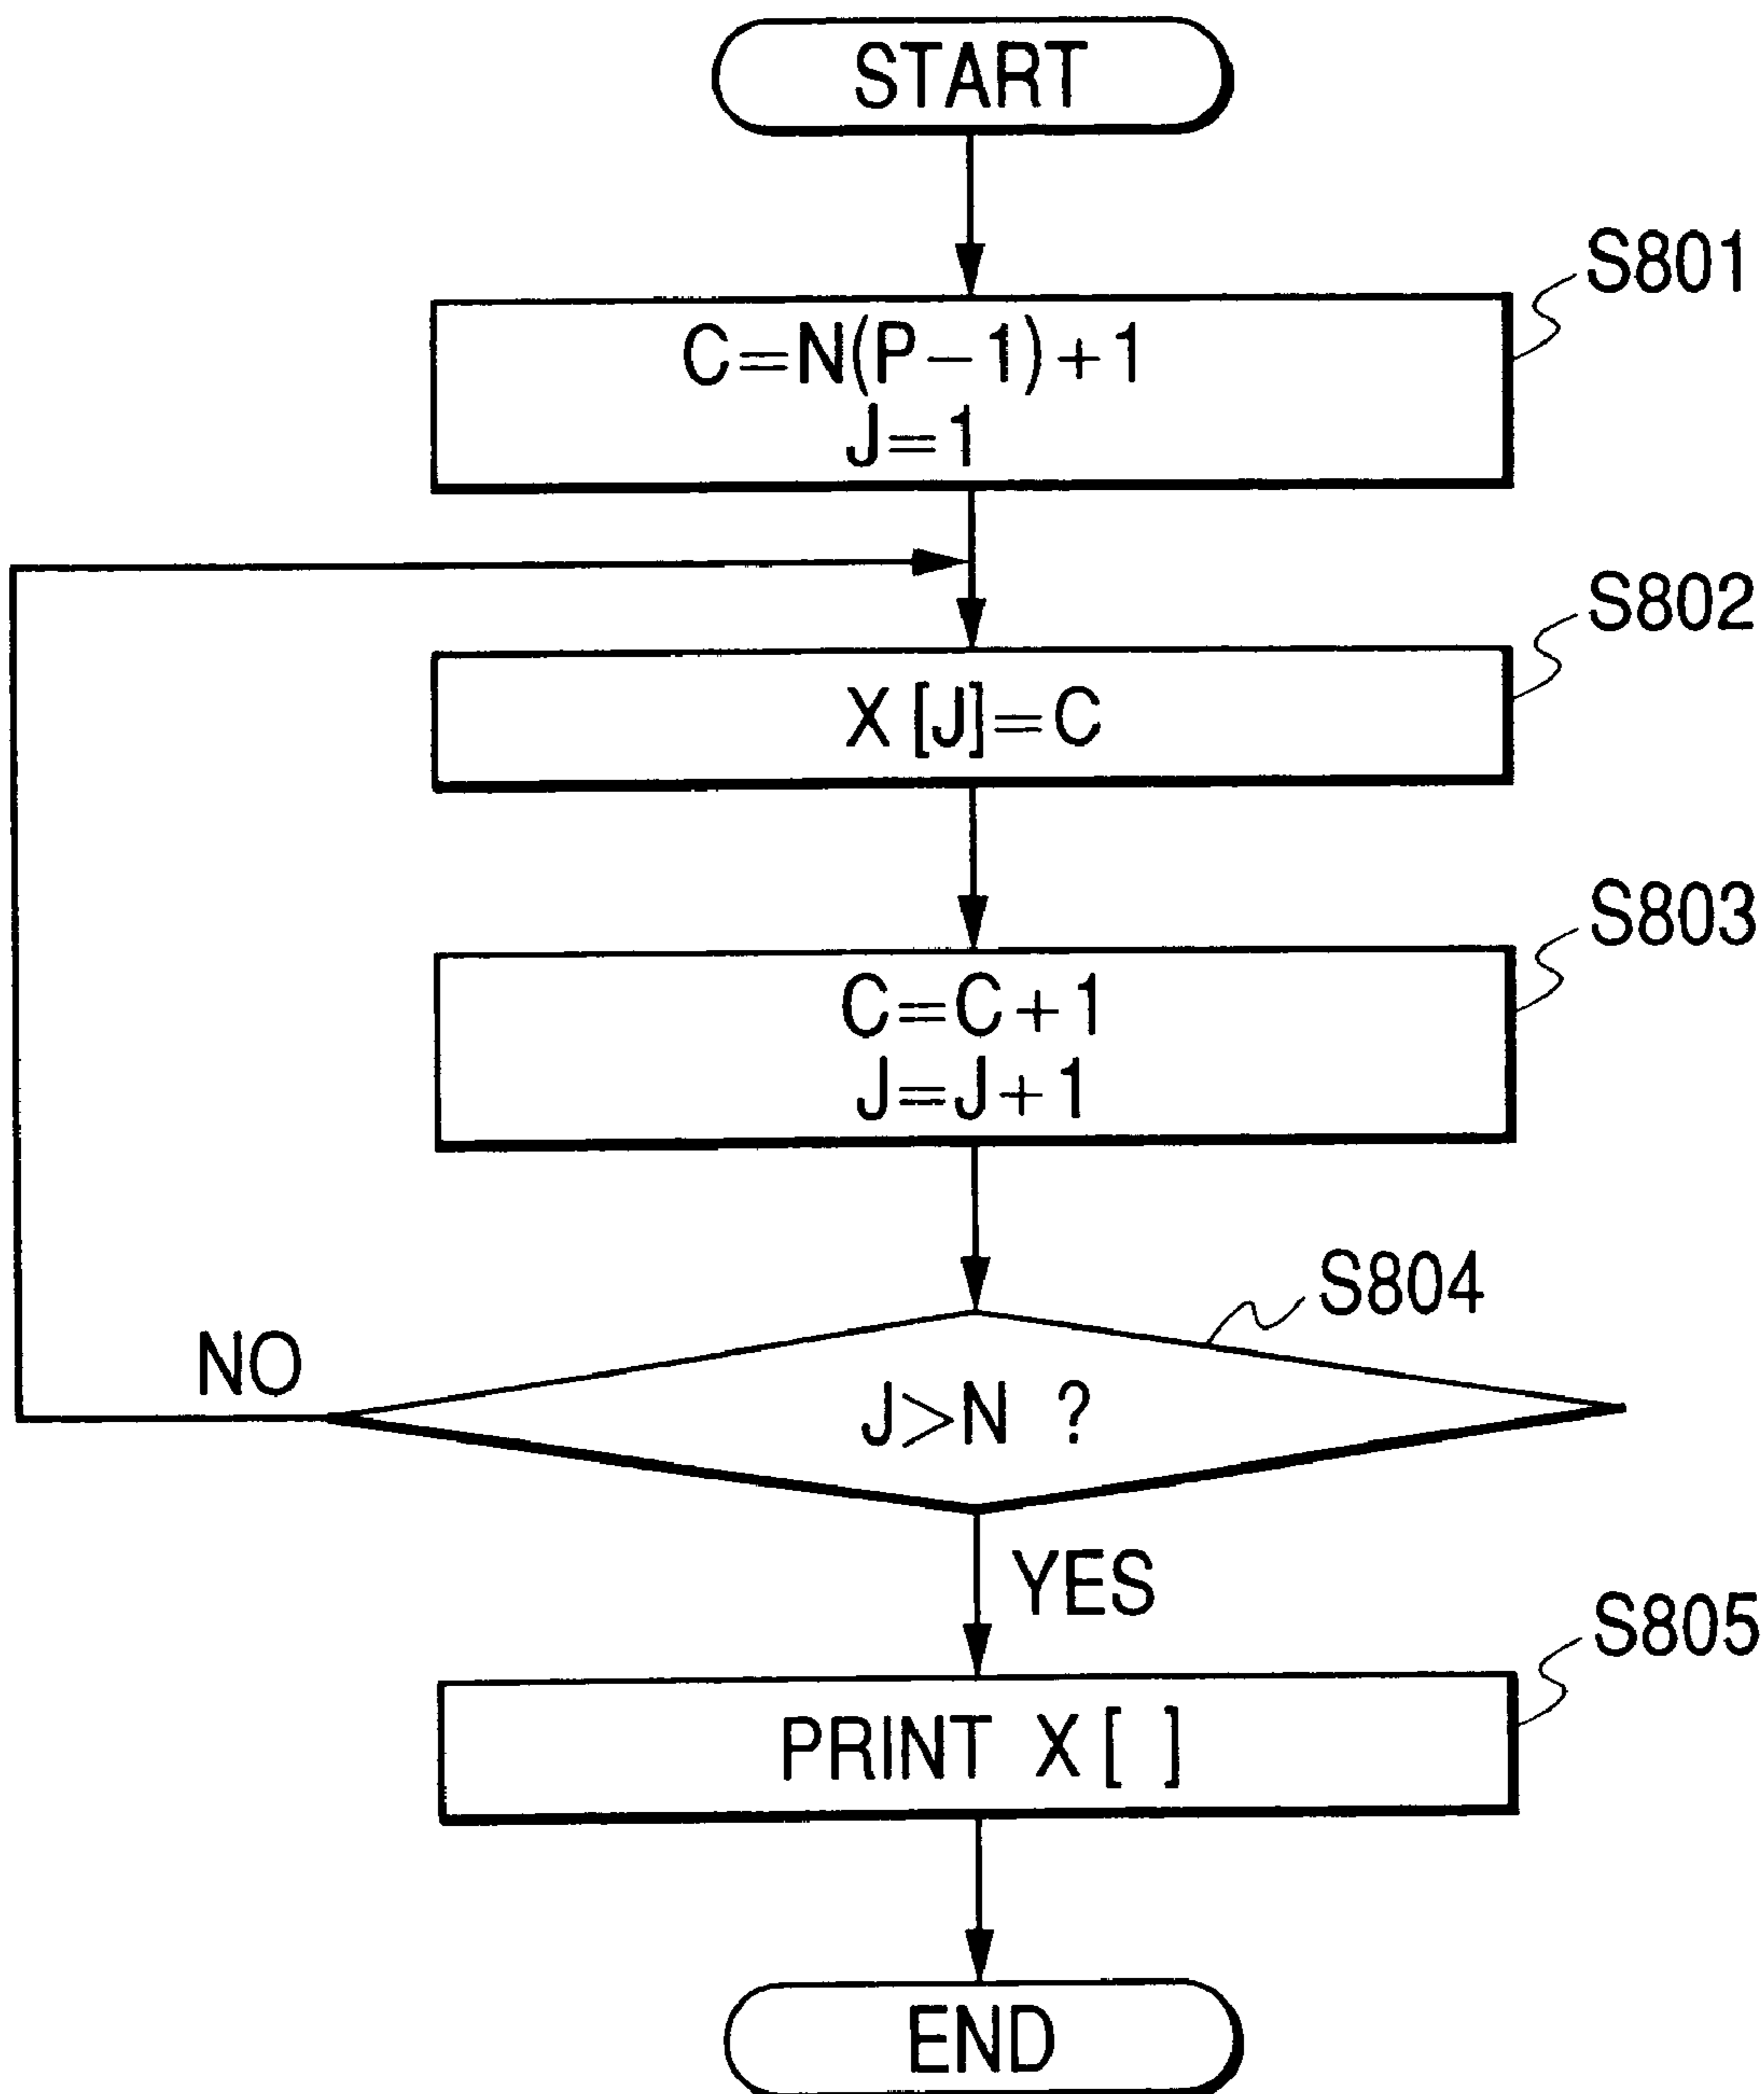 START
S801
C=N(P-1)+1
J=1
S802
X[J]=C
S803
C=C+1
J=J+1
S804
NO
J>N ?
YES
S805
PRINT X[ ]
END